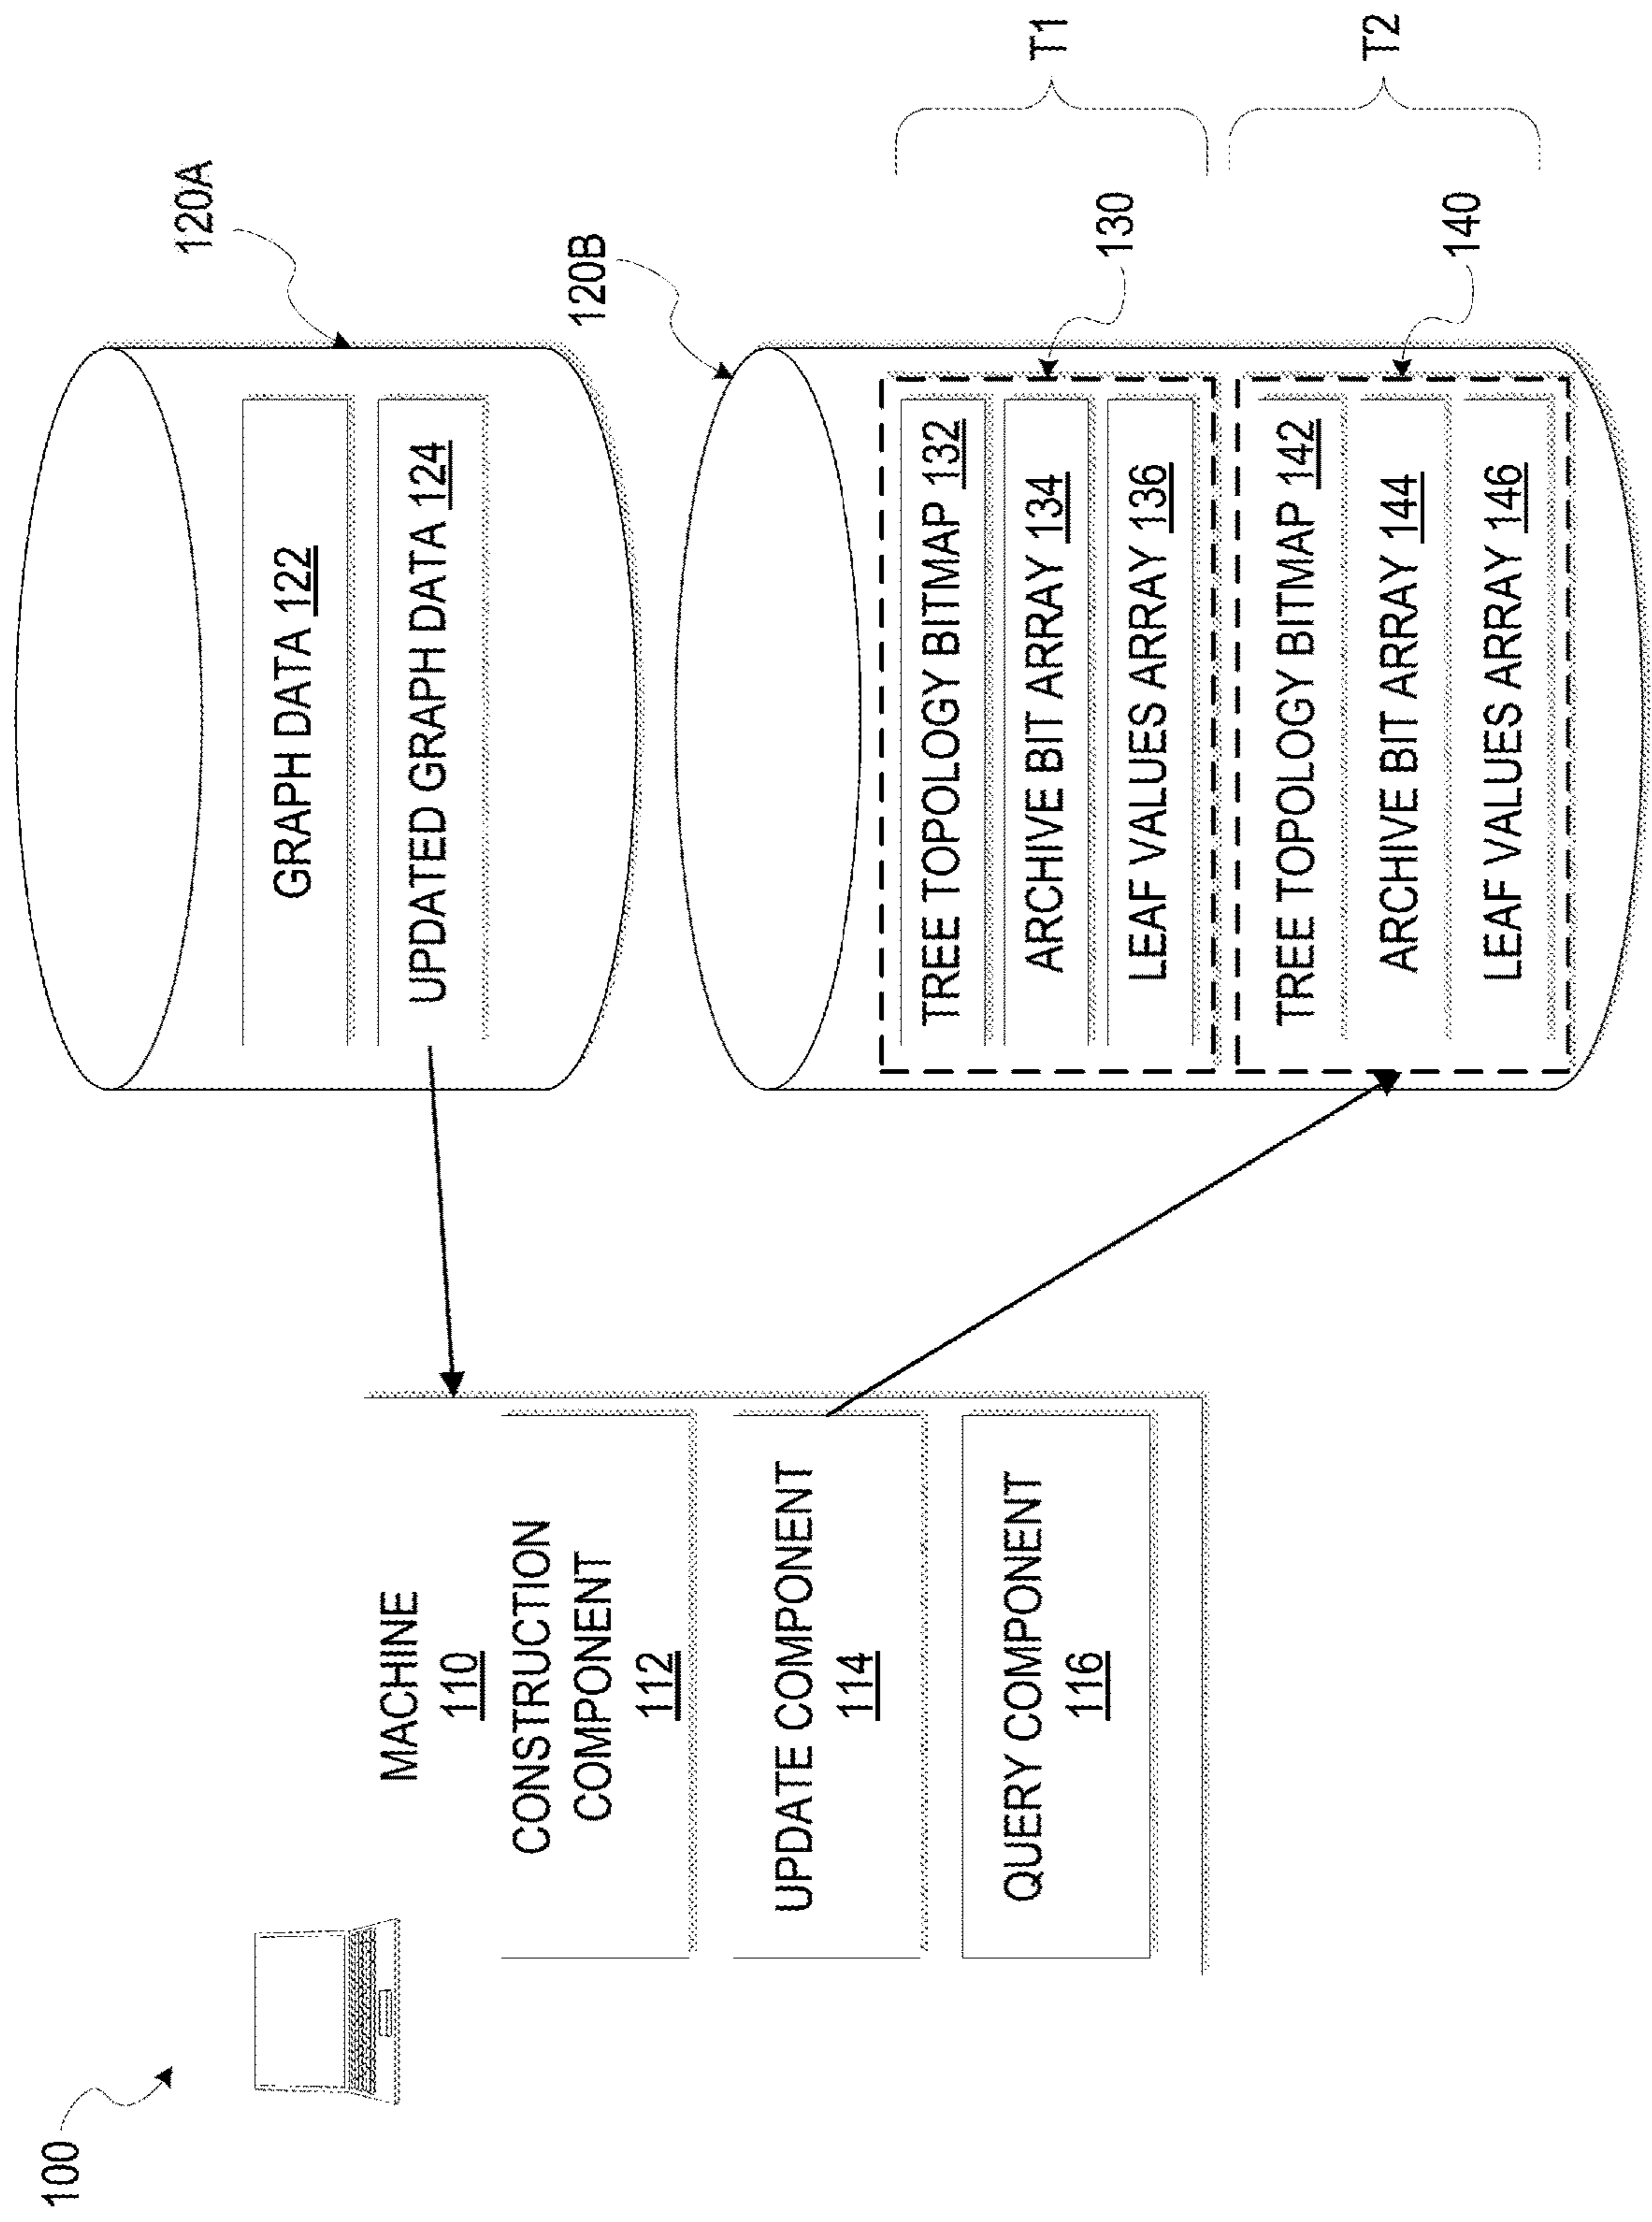 100
MACHINE
110
CONSTRUCTION
COMPONENT
112
UPDATE COMPONENT
114
QUERY COMPONENT
116
120A
GRAPH DATA 122
UPDATED GRAPH DATA 124
120B
TREE TOPOLOGY BITMAP 132
ARCHIVE BIT ARRAY 134
LEAF VALUES ARRAY 136
130
T1
TREE TOPOLOGY BITMAP 142
ARCHIVE BIT ARRAY 144
LEAF VALUES ARRAY 146
140
T2